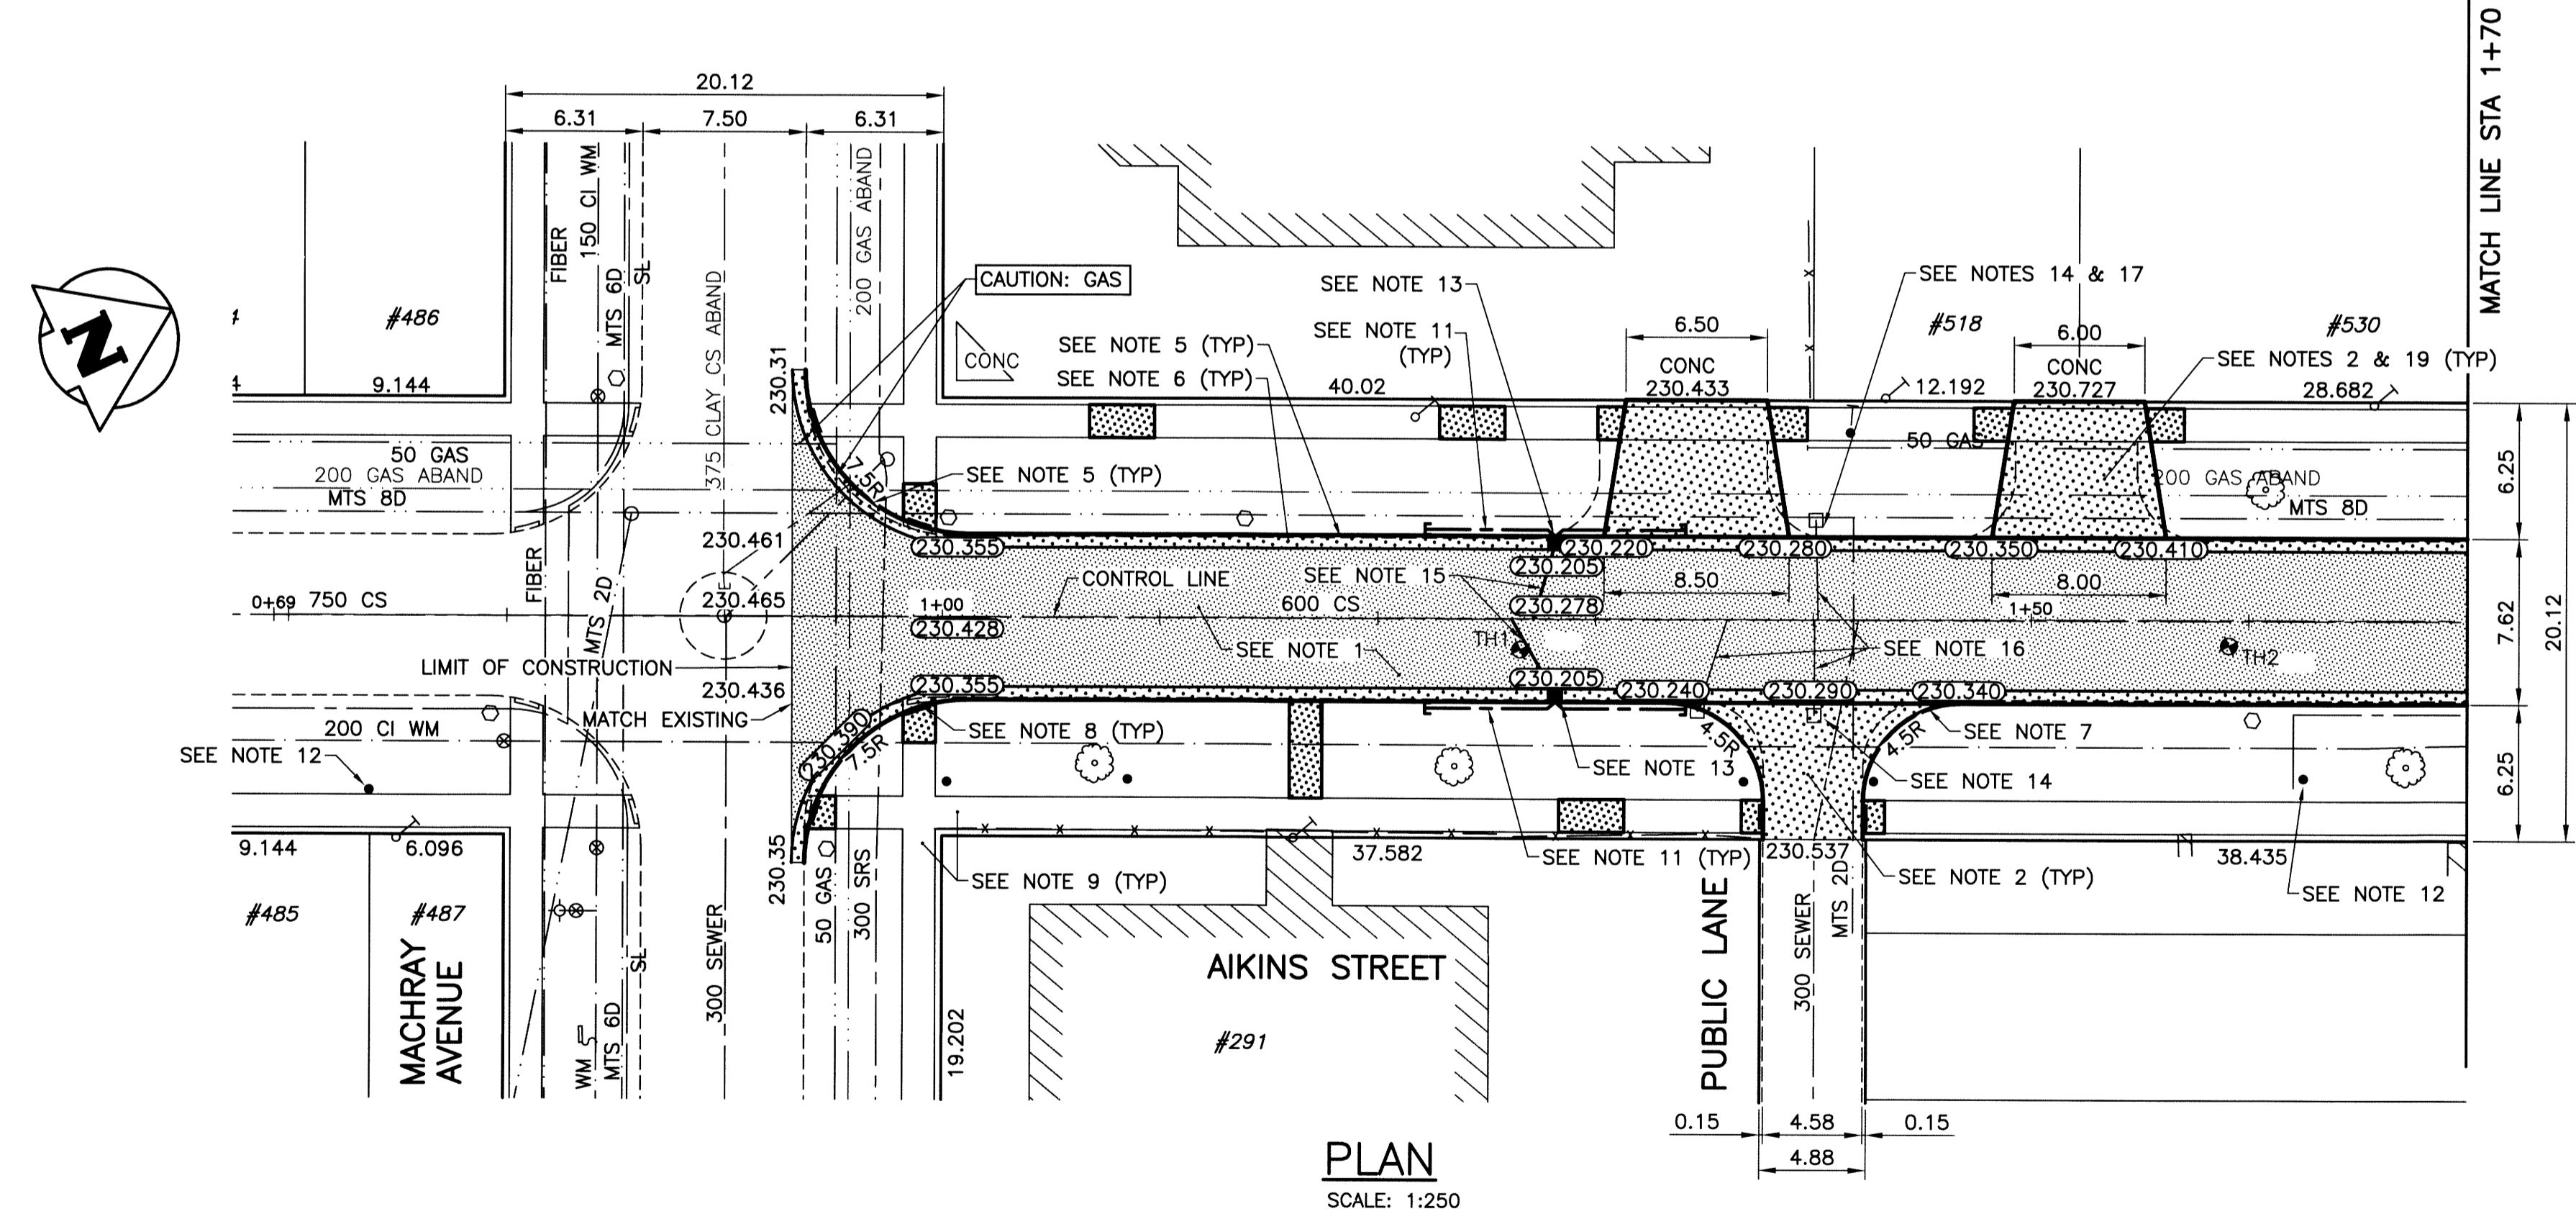 MATCH LINE STA 1+70
20.12
6.31
7.50
6.31
FIBER
150 CI WM
MTS 6D
SL
375 CLAY CS ABAND
200 GAS ABAND
CAUTION: GAS
CONC
N
#486
9.144
SEE NOTE 13
SEE NOTE 11
(TYP)
SEE NOTE 5 (TYP)
SEE NOTE 6 (TYP)
40.02
6.50
CONC
230.433
SEE NOTES 14 & 17
#518
12.192
6.00
CONC
230.727
#530
SEE NOTES 2 & 19 (TYP)
28.682
230.31
50 GAS
200 GAS ABAND
MTS 8D
7.5R
SEE NOTE 5 (TYP)
50 GAS
200 GAS ABAND
MTS 8D
6.25
230.461
230.355
230.220
230.280
230.350
230.410
230.205
SEE NOTE 15
8.50
8.00
FIBER
MTS 2D
CONTROL LINE
0+69
750 CS
230.465
1+00
600 CS
230.278
1+50
230.428
7.62
20.12
TH1
SEE NOTE 1
SEE NOTE 16
TH2
LIMIT OF CONSTRUCTION
230.436
230.355
230.205
230.240
230.290
230.340
MATCH EXISTING
200 CI WM
230.390
7.5R
SEE NOTE 8 (TYP)
4.5R
4.5R
SEE NOTE 7
SEE NOTE 12
SEE NOTE 13
SEE NOTE 14
6.25
9.144
6.096
230.35
37.582
SEE NOTE 11 (TYP)
230.537
38.435
SEE NOTE 9 (TYP)
SEE NOTE 2 (TYP)
SEE NOTE 12
#485
#487
MACHRAY
AVENUE
SL
WM
MTS 6D
300 SEWER
50 GAS
300 SRS
19.202
AIKINS STREET
#291
PUBLIC LANE
300 SEWER
MTS 2D
0.15
4.58
0.15
4.88
PLAN
SCALE: 1:250